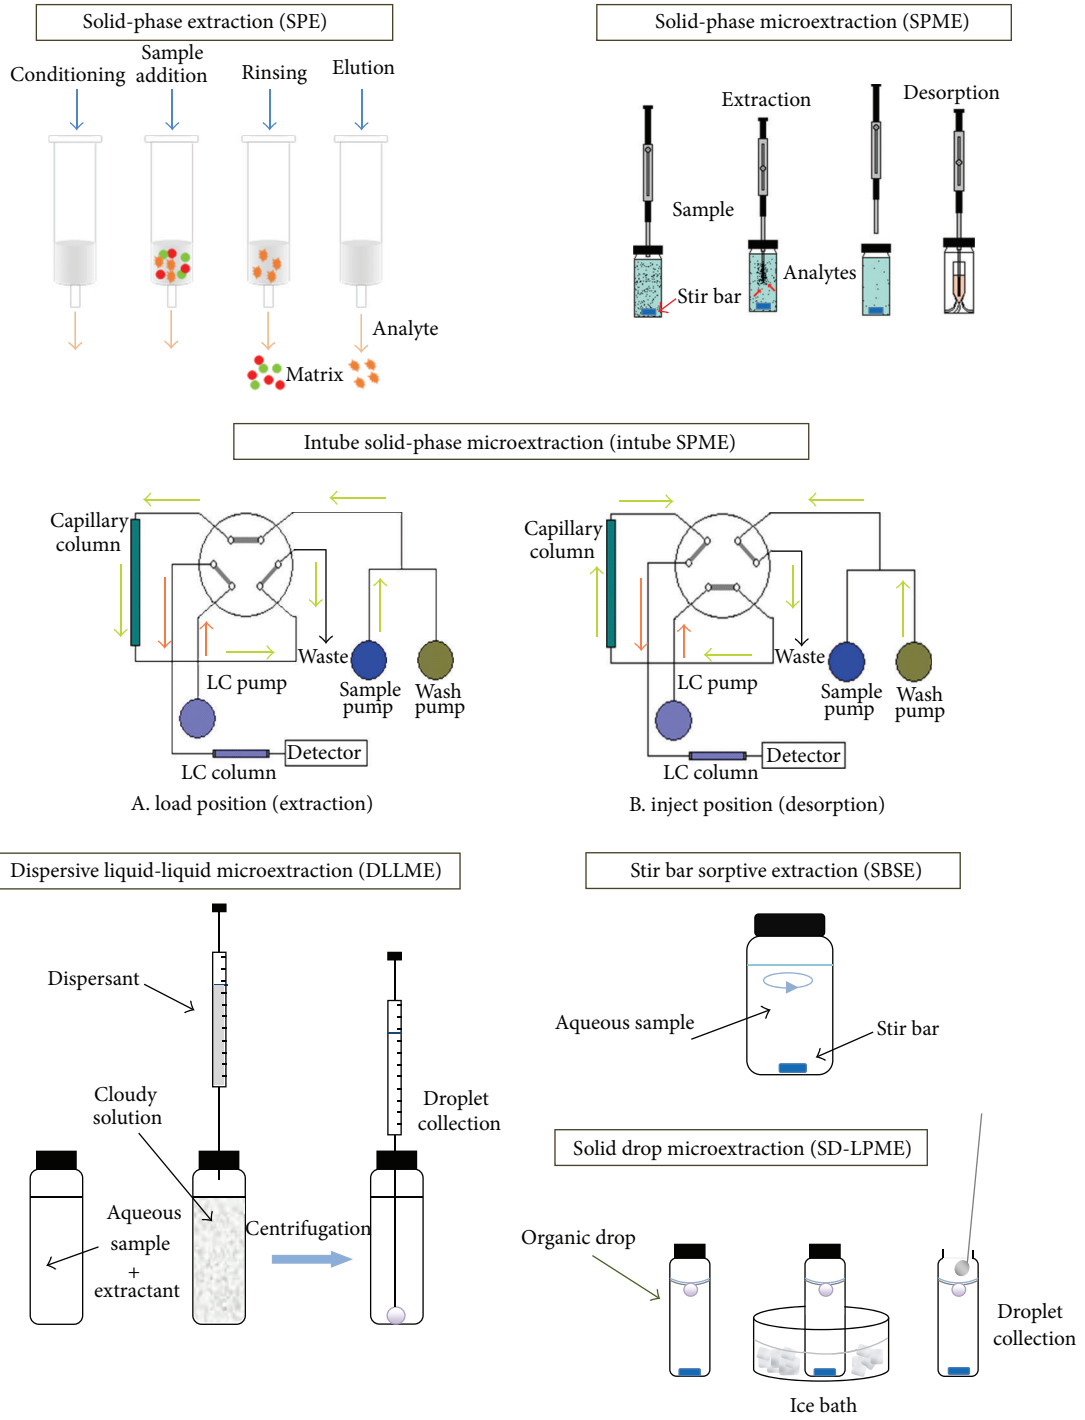 Solid-phase extraction (SPE)
Conditioning
Sample
addition
Rinsing
Elution
Analyte
Matrix
Solid-phase microextraction (SPME)
Extraction
Desorption
Sample
Analytes
Stir bar
Intube solid-phase microextraction (intube SPME)
Capillary
column
Waste
LC pump
Sample
pump
Wash
pump
Detector
LC column
A. load position (extraction)
Capillary
column
Waste
LC pump
Sample
pump
Wash
pump
Detector
LC column
B. inject position (desorption)
Dispersive liquid-liquid microextraction (DLLME)
Dispersant
Cloudy
solution
Droplet
collection
Aqueous
sample
+
extractant
Centrifugation
Stir bar sorptive extraction (SBSE)
Aqueous sample
Stir bar
Solid drop microextraction (SD-LPME)
Organic drop
Droplet
collection
Ice bath